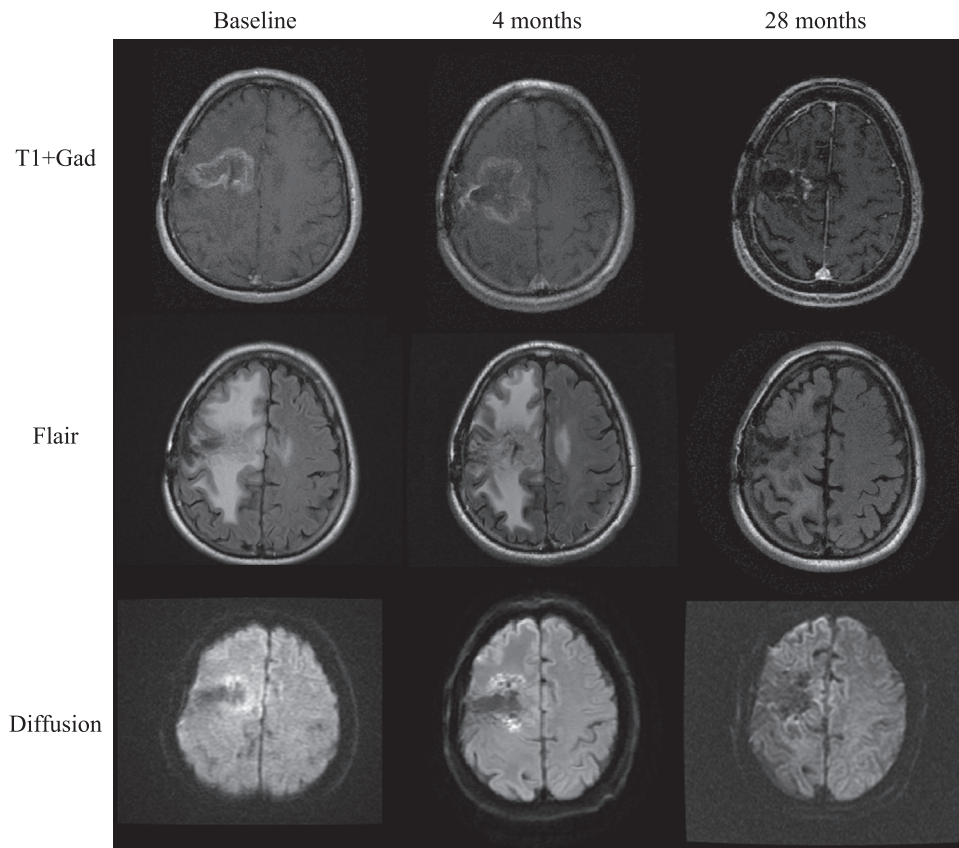 Baseline
4 months
28 months
T1+Gad
Flair
Diffusion